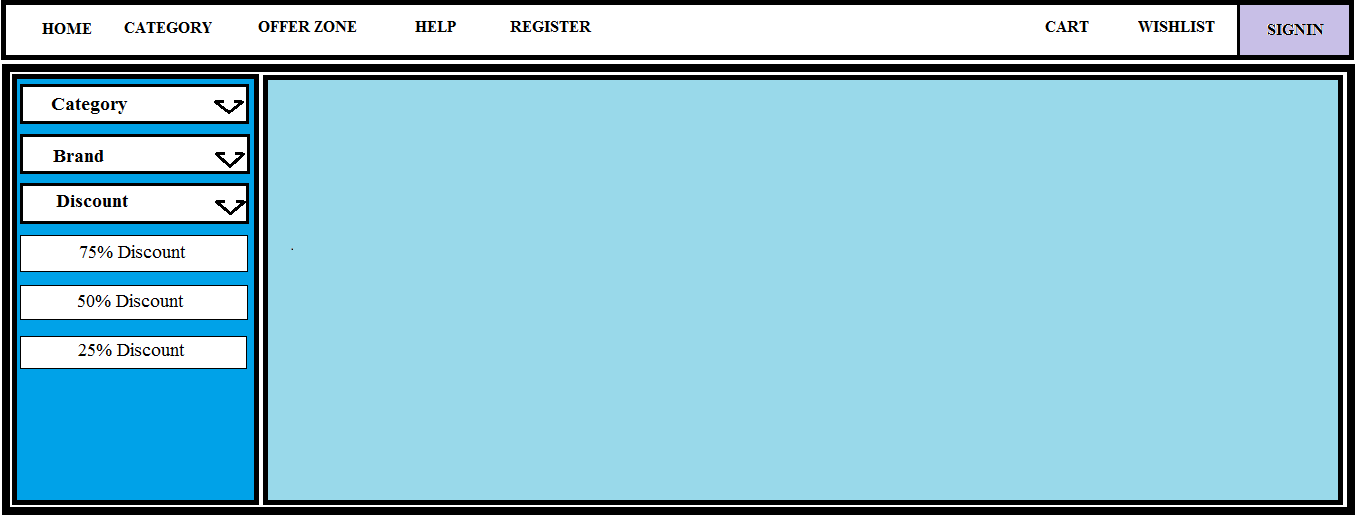 HOME CATEGORY OFFER ZONE HELP REGISTER CART WISHLIST SIGNIN
Category
Brand
Discount
75% Discount
50% Discount
25% Discount